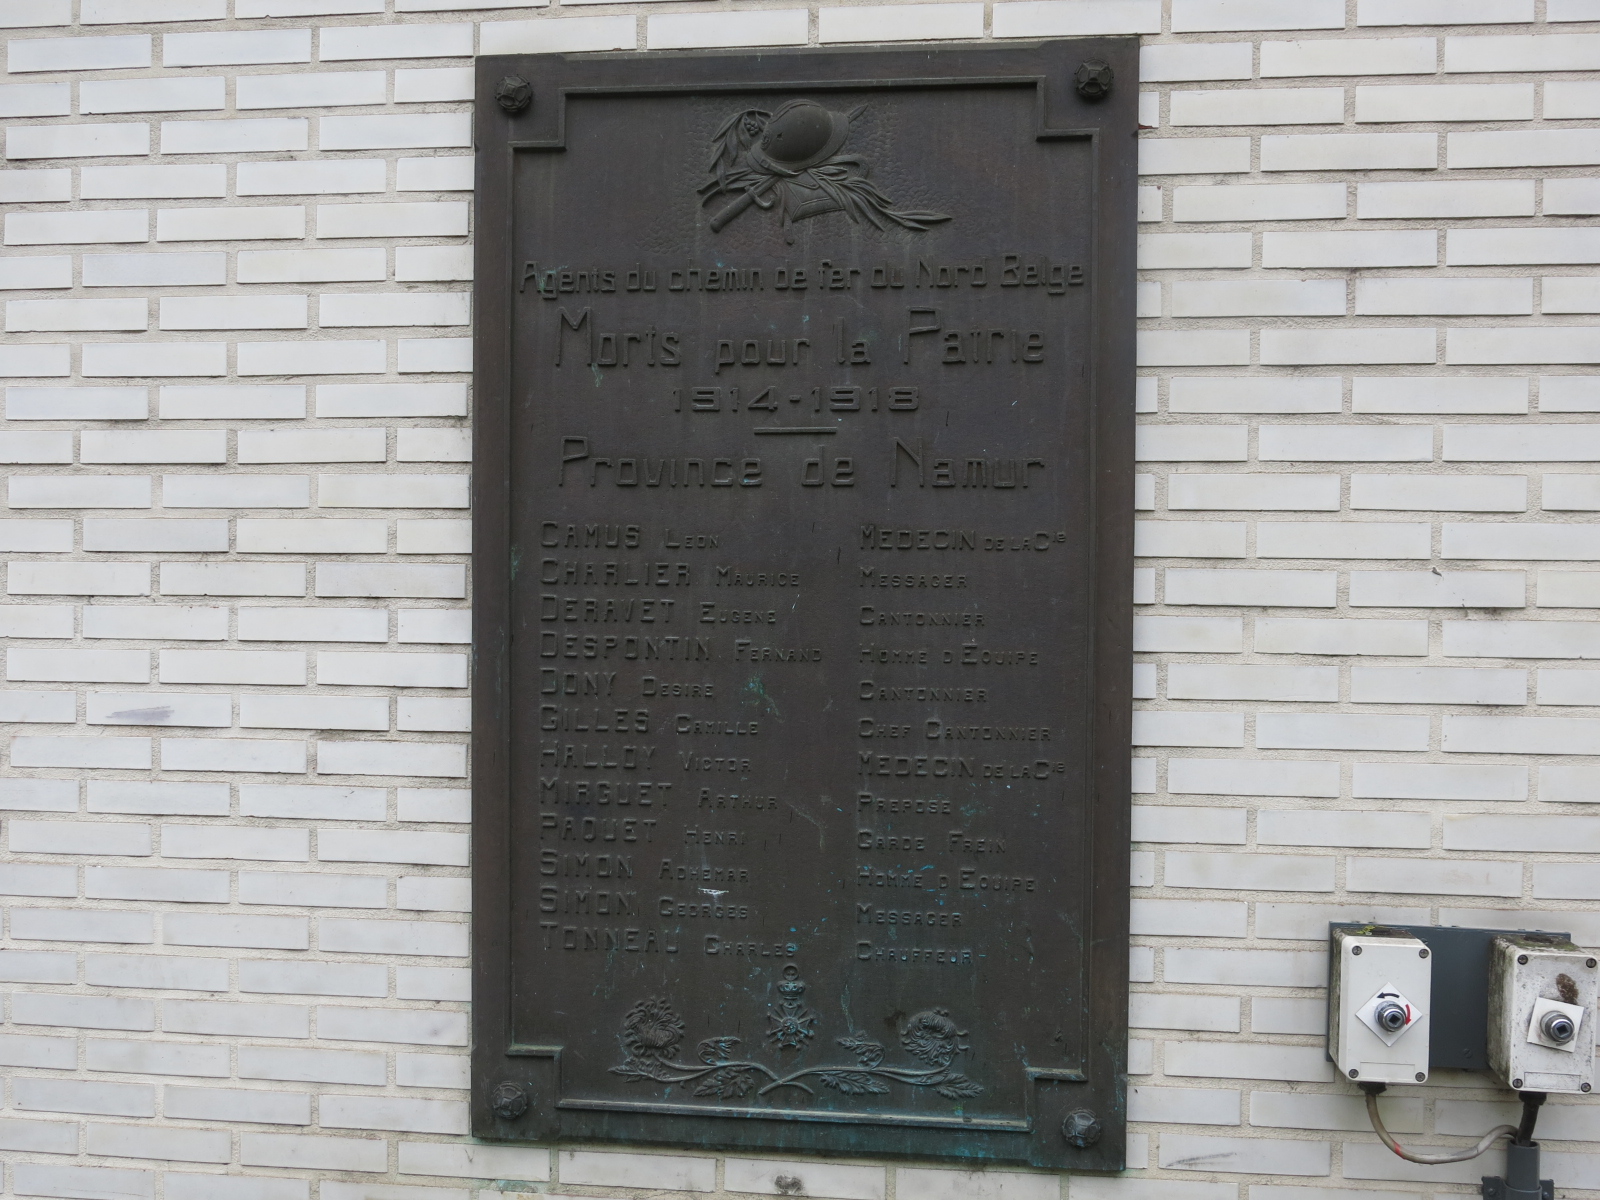 Agents du chemin de fer du Nord Belge
Morts pour la Patrie
1914-1918
Province de Namur
CAMUS LEON MEDECIN DE LA Cie
CHARLIER MAURICE MESSAGER
DERAVET EUGENE CANTONNIER
DESPONTIN FERNAND HOMME D EQUIPE
DONY DESIRE CANTONNIER
GILLES CAMILLE CHEF CANTONNIER
HALLOY VICTOR MEDECIN DE LA Cie
MIRGUET ARTHUR PREPOSE
PAQUET HENRI GARDE FREIN
SIMON ADHEMAR HOMME D EQUIPE
SIMON GEORGES MESSAGER
TONNEAU CHARLES CHAUFFEUR